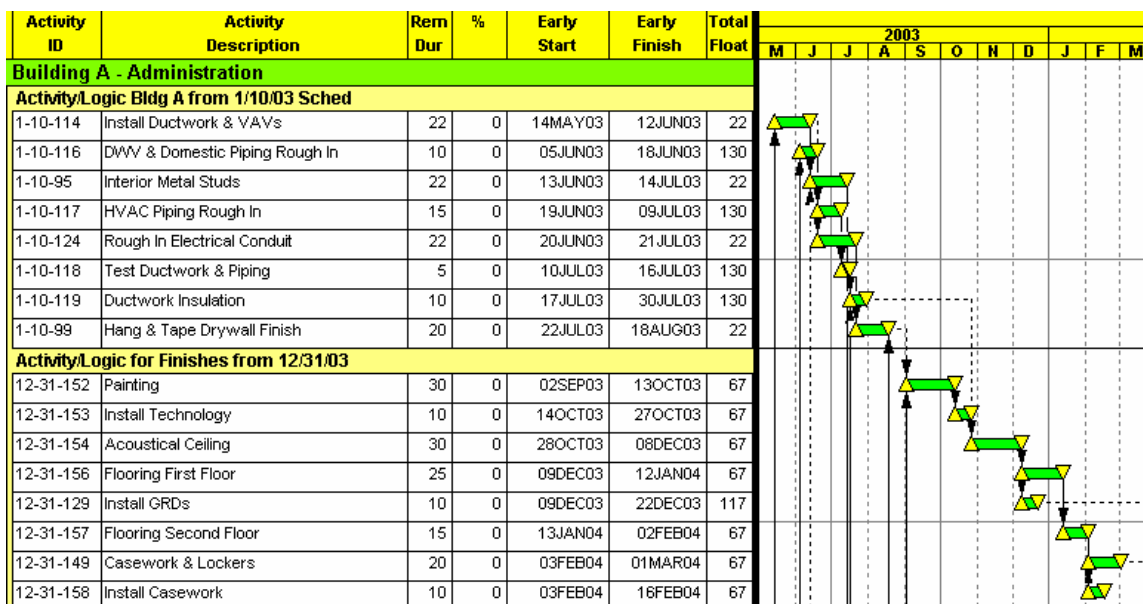 Activity ID Activity Description Rem Dur % Early Start Early Finish Total Float 2003
M J J A S O N D J F M
Building A - Administration
Activity/Logic Bldg A from 1/10/03 Sched
1-10-114 Install Ductwork & VAVs 22 0 14MAY03 12JUN03 22
1-10-116 DWV & Domestic Piping Rough In 10 0 05JUN03 18JUN03 130
1-10-95 Interior Metal Studs 22 0 13JUN03 14JUL03 22
1-10-117 HVAC Piping Rough In 15 0 19JUN03 09JUL03 130
1-10-124 Rough In Electrical Conduit 22 0 20JUN03 21JUL03 22
1-10-118 Test Ductwork & Piping 5 0 10JUL03 16JUL03 130
1-10-119 Ductwork Insulation 10 0 17JUL03 30JUL03 130
1-10-99 Hang & Tape Drywall Finish 20 0 22JUL03 18AUG03 22
Activity/Logic for Finishes from 12/31/03
12-31-152 Painting 30 0 02SEP03 13OCT03 67
12-31-153 Install Technology 10 0 14OCT03 27OCT03 67
12-31-154 Acoustical Ceiling 30 0 28OCT03 08DEC03 67
12-31-156 Flooring First Floor 25 0 09DEC03 12JAN04 67
12-31-129 Install GRDs 10 0 09DEC03 22DEC03 117
12-31-157 Flooring Second Floor 15 0 13JAN04 02FEB04 67
12-31-149 Casework & Lockers 20 0 03FEB04 01MAR04 67
12-31-158 Install Casework 10 0 03FEB04 16FEB04 67